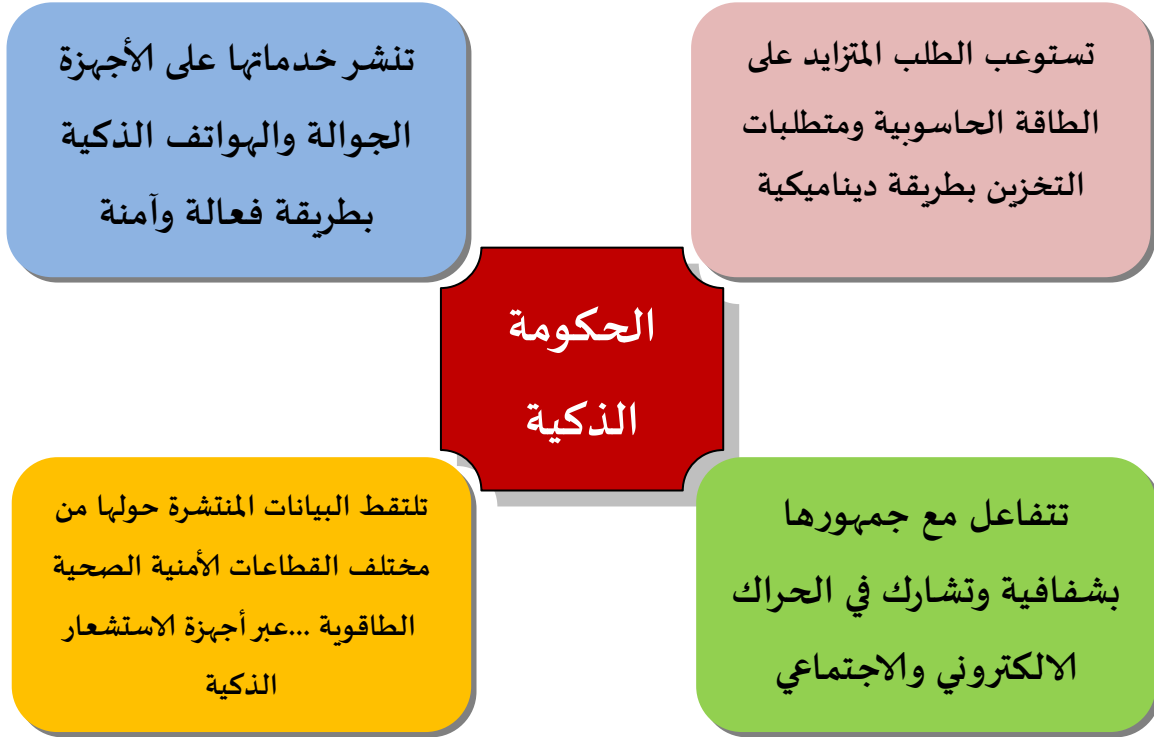 تستوعب الطلب المتزايد على
الطاقة الحاسوبية ومتطلبات
التخزين بطريقة ديناميكية
تنشر خدماتها على الأجهزة
الجوالة والهواتف الذكية
بطريقة فعالة وآمنة
الحكومة
الذكية
تتفاعل مع جمهورها
بشفافية وتشارك في الحراك
الالكتروني والاجتماعي
تلتقط البيانات المنتشرة حولها من
مختلف القطاعات الأمنية الصحية
الطاقوية ...عبر أجهزة الاستشعار
الذكية